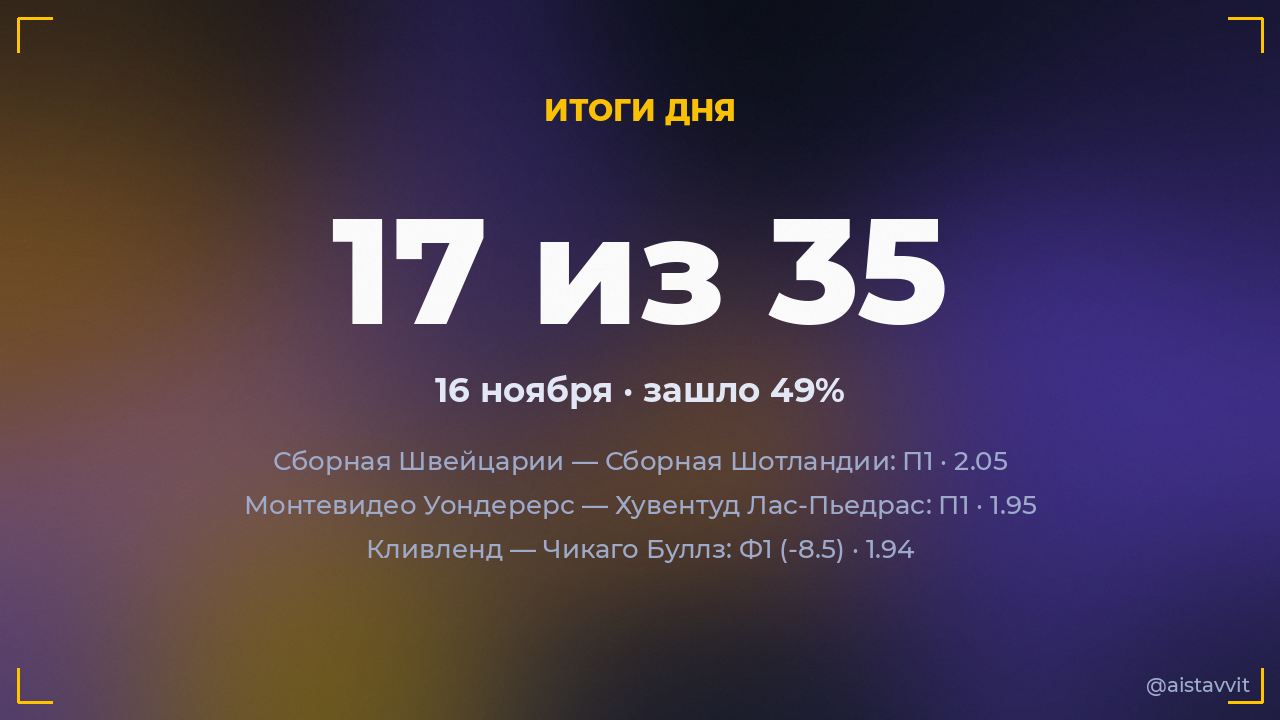 ИТОГИ ДНЯ
17 из 35
16 ноября · зашло 49%
Сборная Швейцарии — Сборная Шотландии: П1 · 2.05
Монтевидео Уондерерс — Хувентуд Лас-Пьедрас: П1 · 1.95
Кливленд — Чикаго Буллз: Ф1 (-8.5) · 1.94
@aistavvit